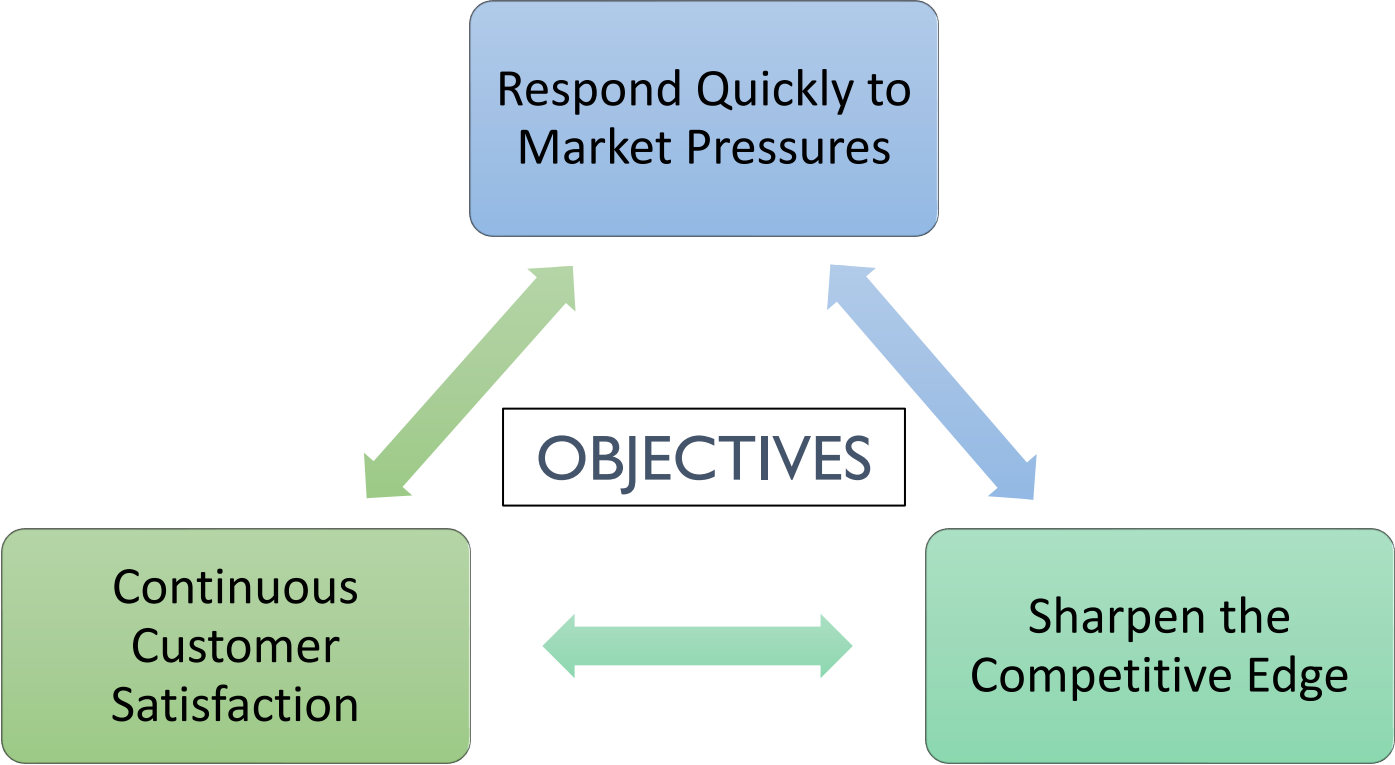 Respond Quickly to
Market Pressures
OBJECTIVES
Continuous
Customer
Satisfaction
Sharpen the
Competitive Edge